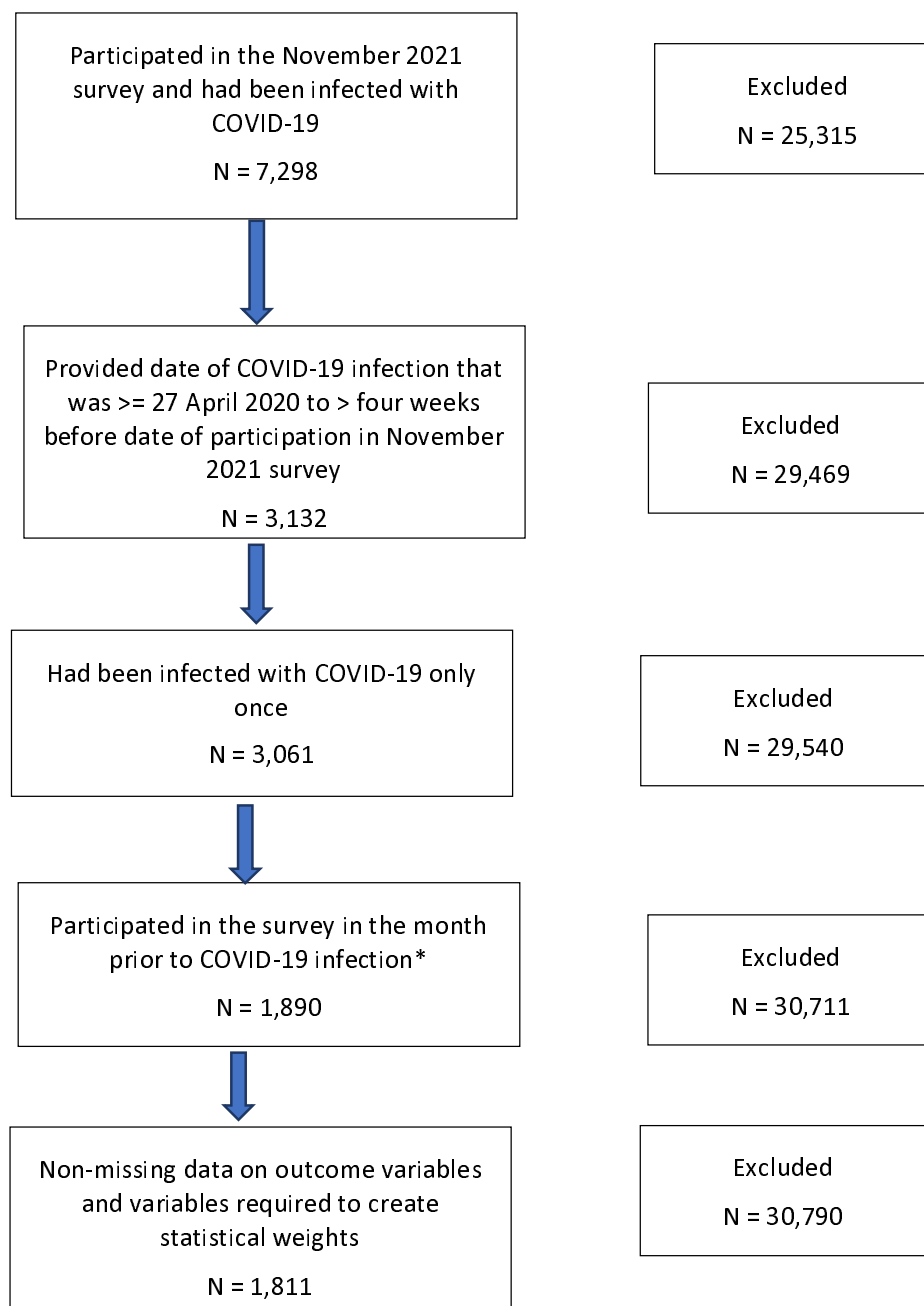 Participated in the November 2021
survey and had been infected with
COVID-19
N = 7,298
Excluded
N = 25,315
Provided date of COVID-19 infection that
was >= 27 April 2020 to > four weeks
before date of participation in November
2021 survey
N = 3,132
Excluded
N = 29,469
Had been infected with COVID-19 only
once
N = 3,061
Excluded
N = 29,540
Participated in the survey in the month
prior to COVID-19 infection*
N = 1,890
Excluded
N = 30,711
Non-missing data on outcome variables
and variables required to create
statistical weights
N = 1,811
Excluded
N = 30,790